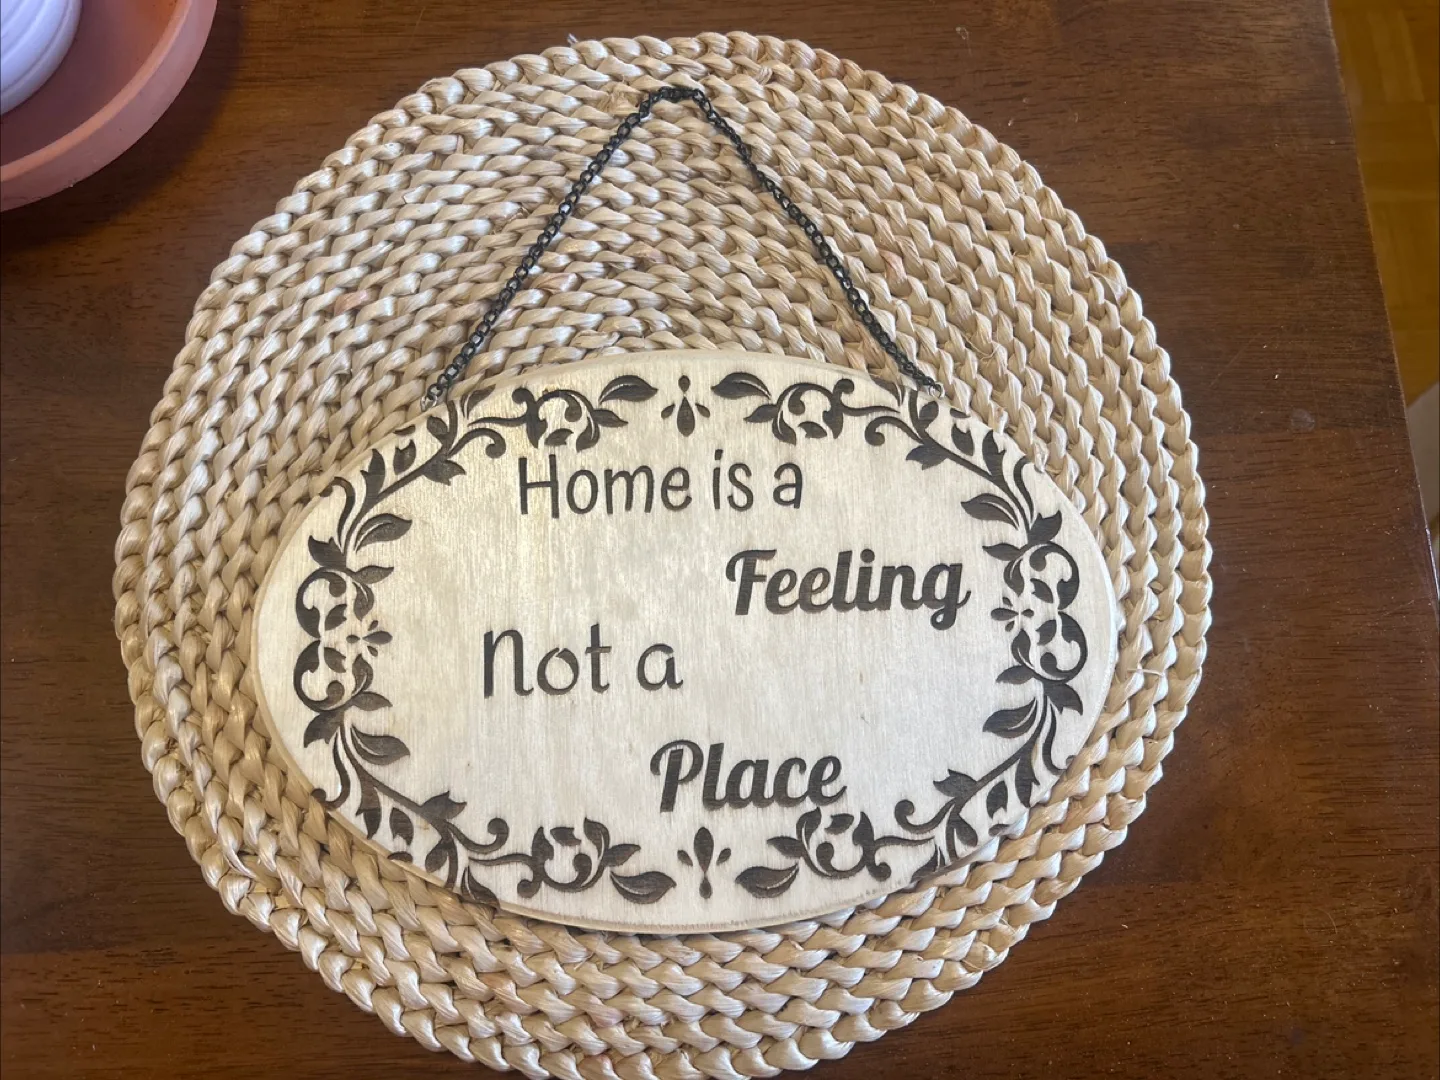 Home is a
Feeling
Not a
Place